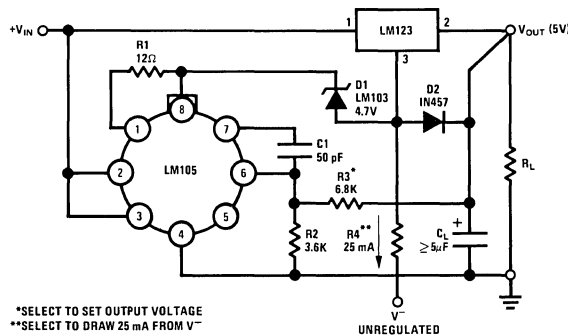 +VIN
1
LM123
2
VOUT (5V)
3
R1
12Ω
D1
LM103
4.7V
D2
IN457
8
1
7
2
LM105
6
3
5
4
C1
50 pF
R3*
6.8K
R2
3.6K
R4**
25 mA
RL
+
CL
≥5μF
V−
UNREGULATED
*SELECT TO SET OUTPUT VOLTAGE
**SELECT TO DRAW 25 mA FROM V−